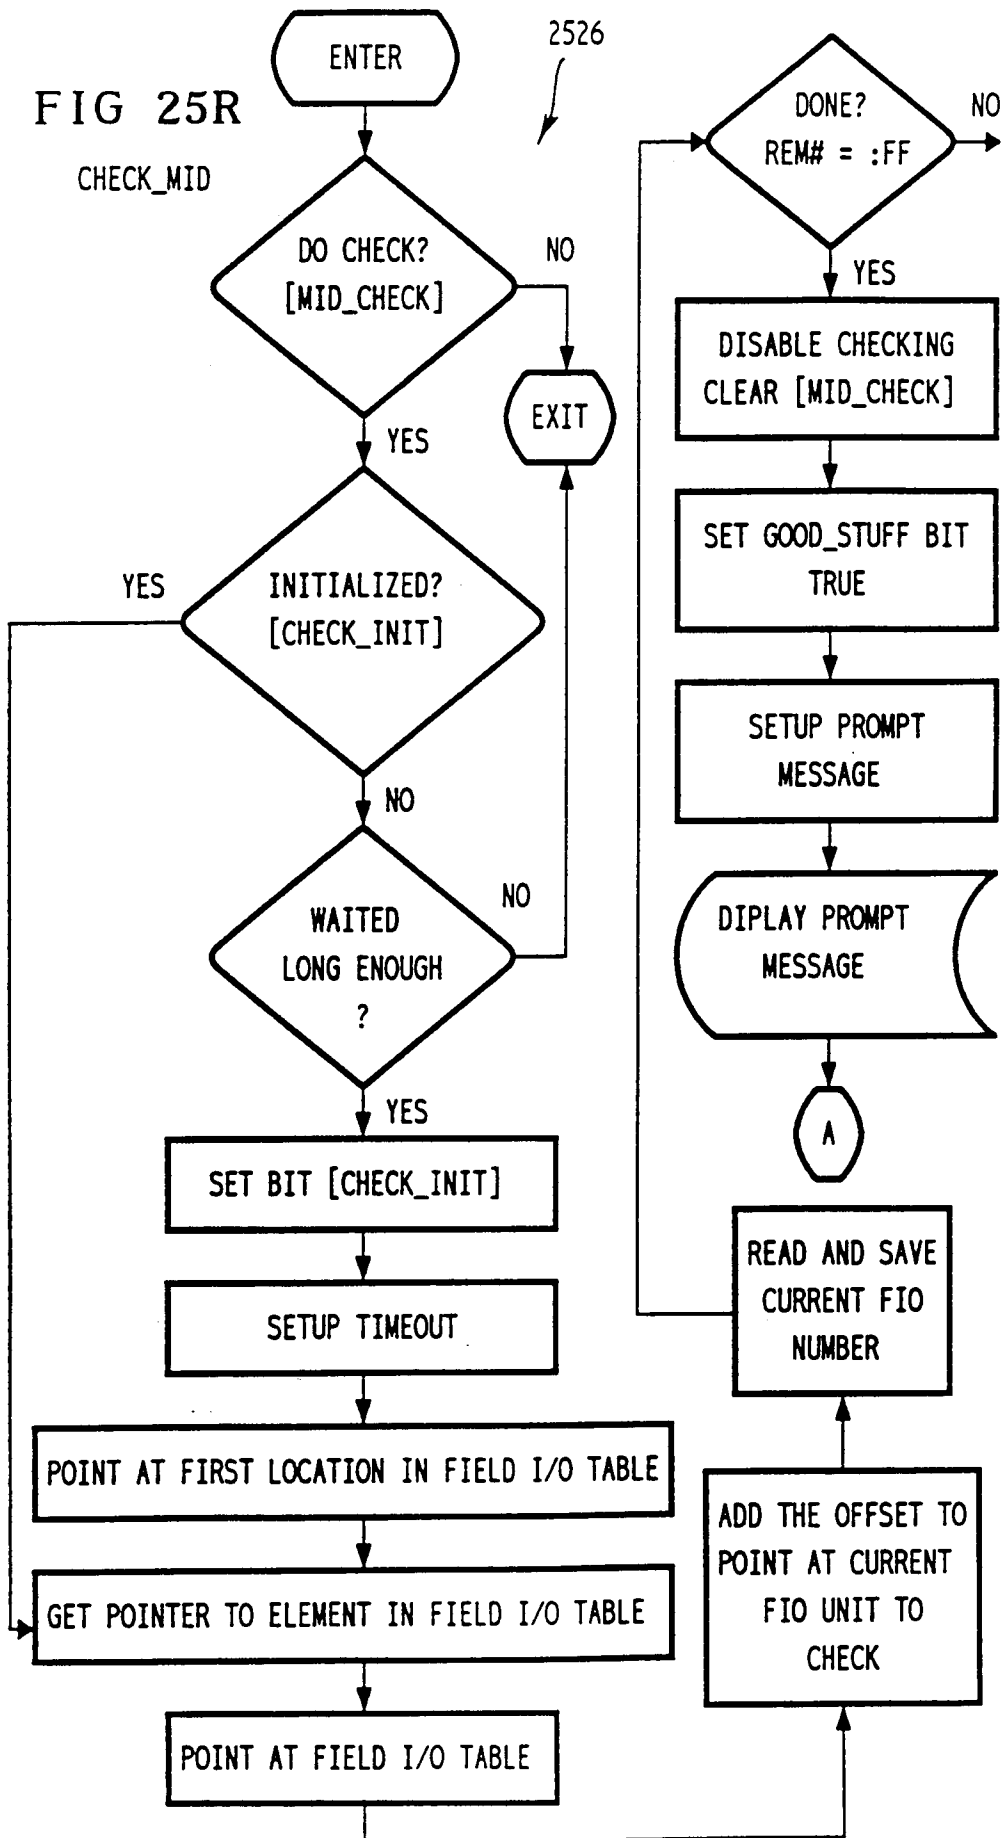 ENTER
2526
FIG 25R
CHECK_MID
DO CHECK?
[MID_CHECK]
NO
EXIT
YES
INITIALIZED?
[CHECK_INIT]
YES
NO
WAITED
LONG ENOUGH
?
NO
YES
SET BIT [CHECK_INIT]
SETUP TIMEOUT
POINT AT FIRST LOCATION IN FIELD I/O TABLE
GET POINTER TO ELEMENT IN FIELD I/O TABLE
POINT AT FIELD I/O TABLE
ADD THE OFFSET TO
POINT AT CURRENT
FIO UNIT TO
CHECK
READ AND SAVE
CURRENT FIO
NUMBER
DONE?
REM# = :FF
NO
YES
DISABLE CHECKING
CLEAR [MID_CHECK]
SET GOOD_STUFF BIT
TRUE
SETUP PROMPT
MESSAGE
DIPLAY PROMPT
MESSAGE
A